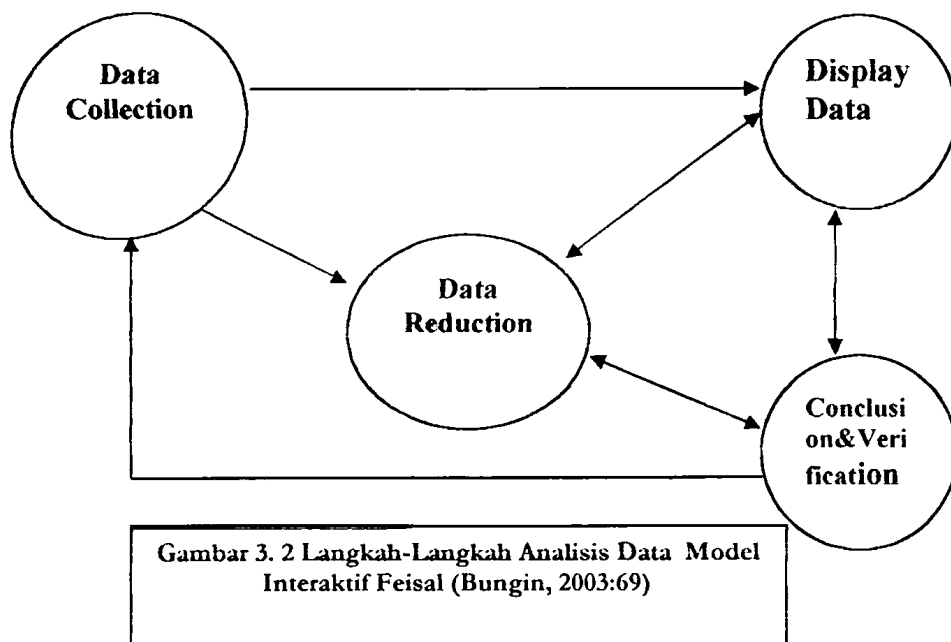 Data
Collection
Display
Data
Data
Reduction
Conclusi
on&Veri
fication
Gambar 3. 2 Langkah-Langkah Analisis Data Model
Interaktif Feisal (Bungin, 2003:69)